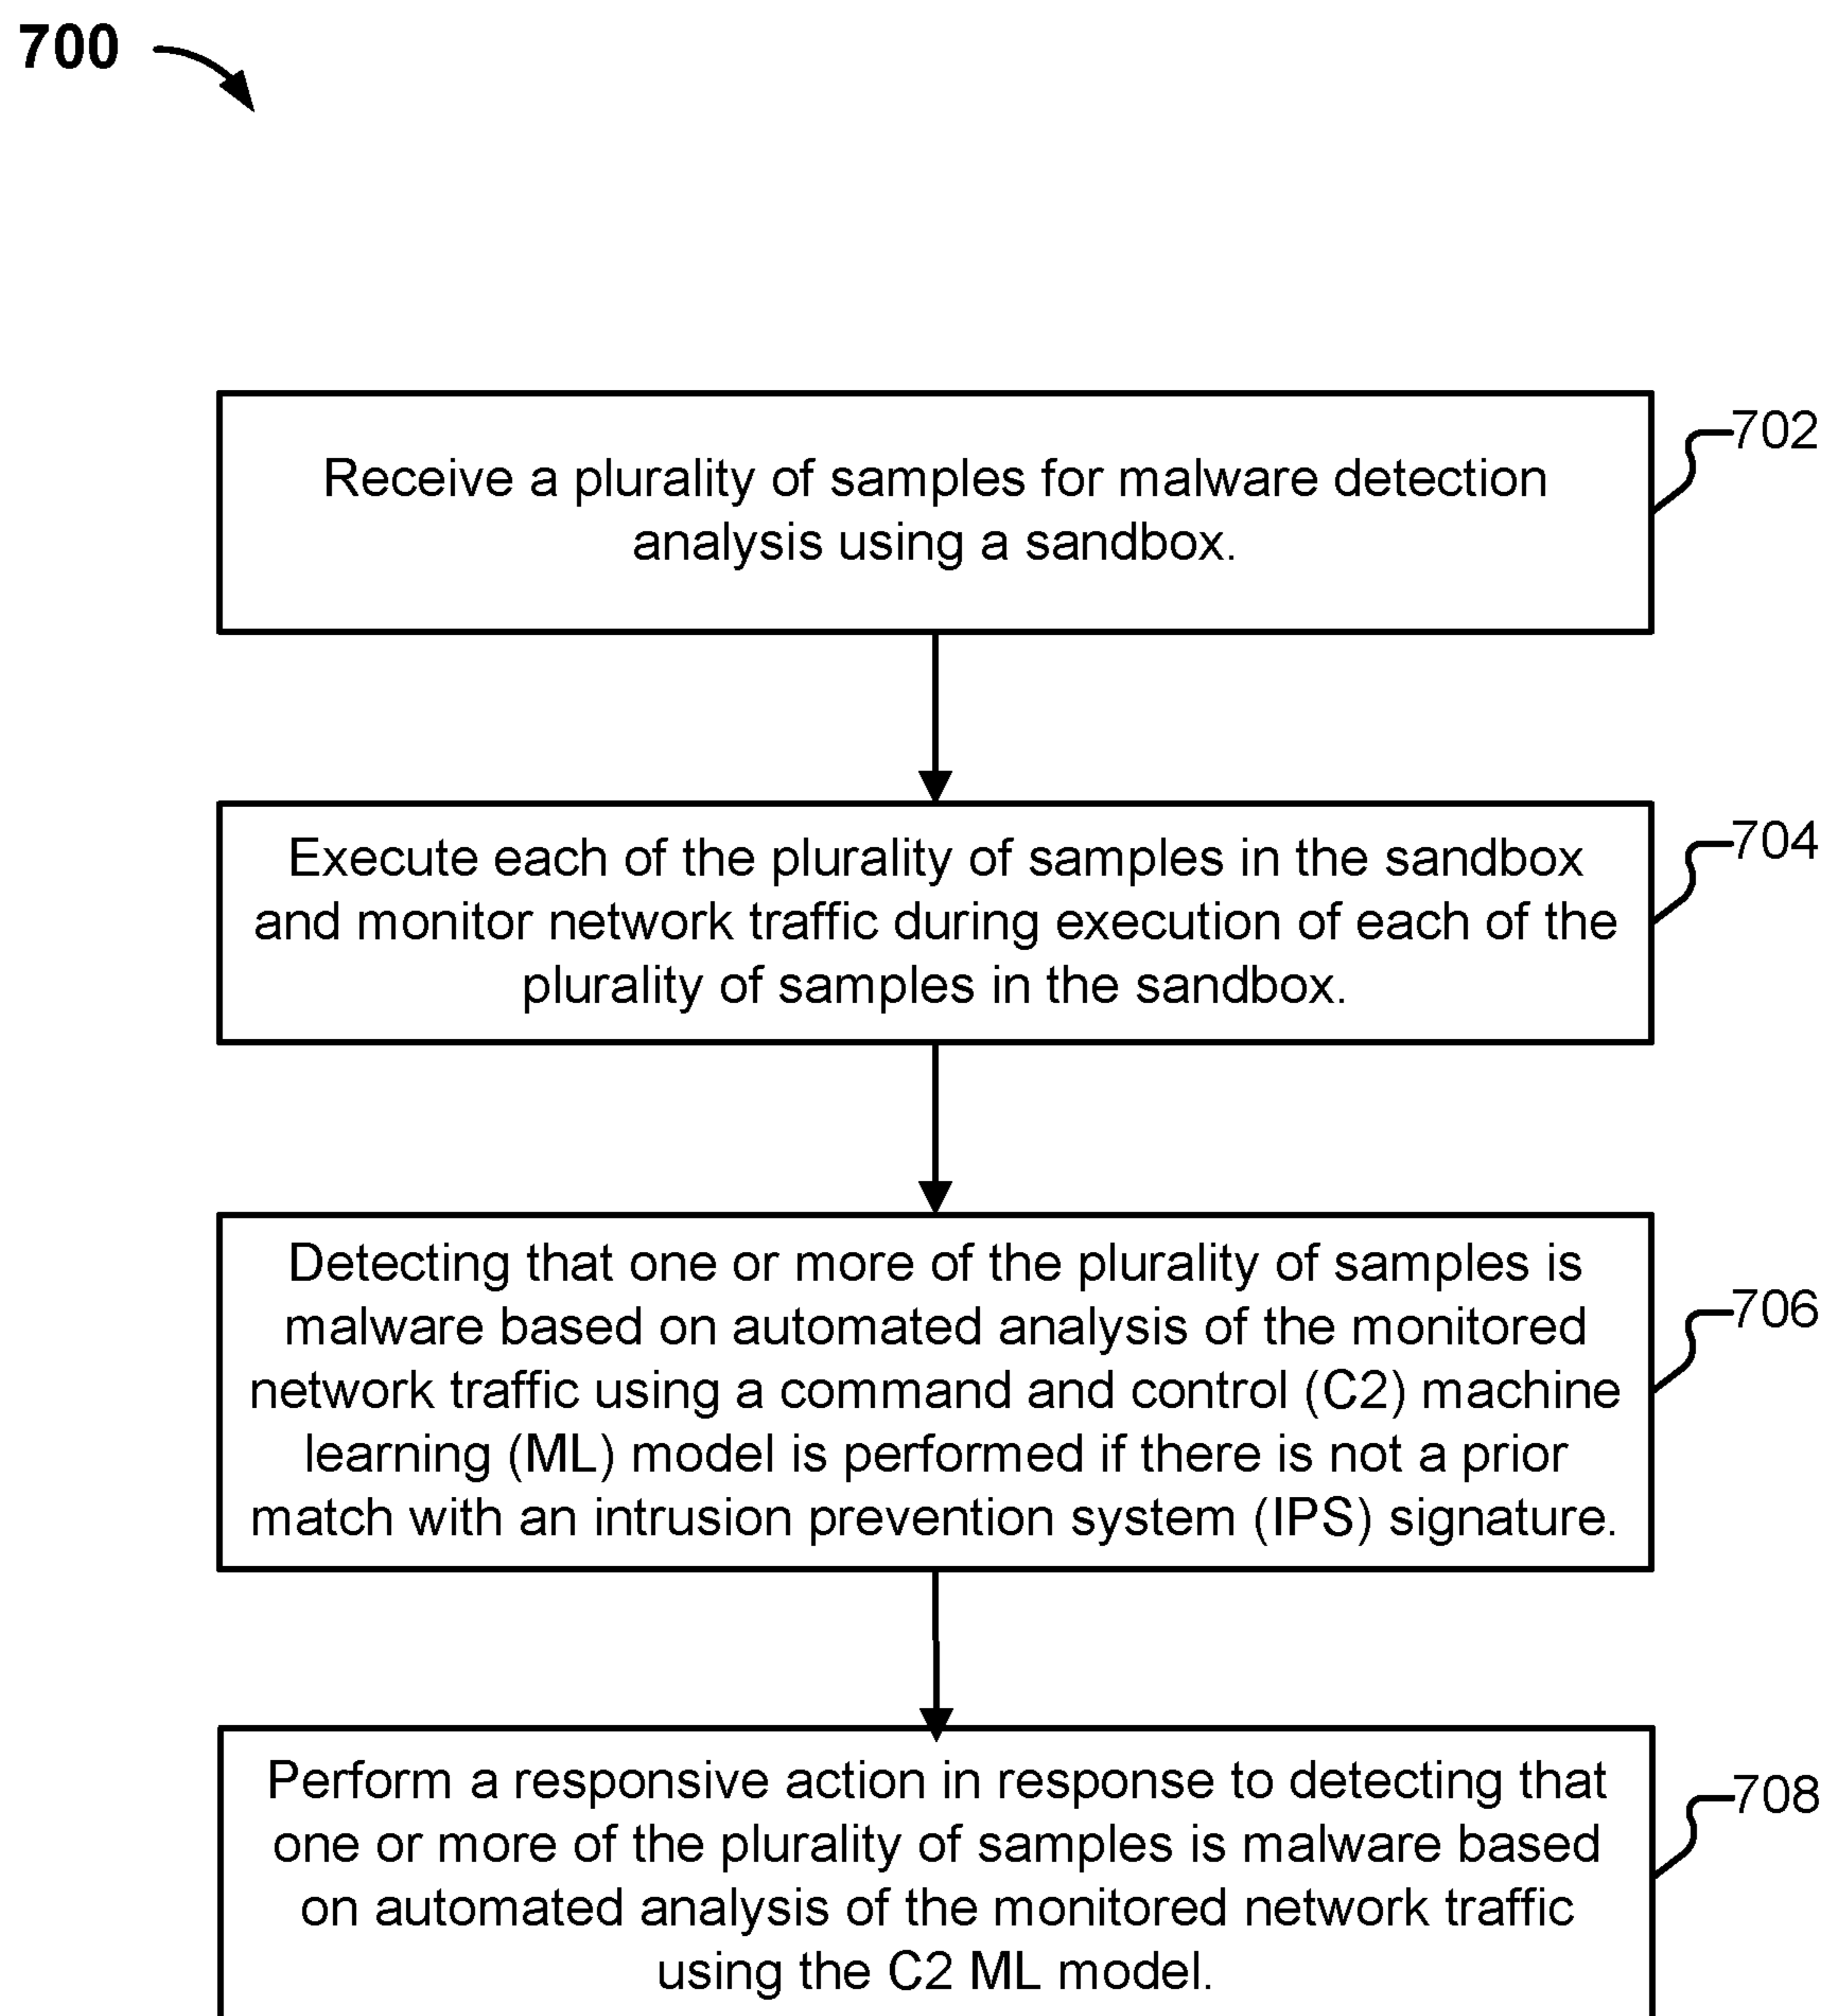 700
Receive a plurality of samples for malware detection
analysis using a sandbox.
702
Execute each of the plurality of samples in the sandbox
and monitor network traffic during execution of each of the
plurality of samples in the sandbox.
704
Detecting that one or more of the plurality of samples is
malware based on automated analysis of the monitored
network traffic using a command and control (C2) machine
learning (ML) model is performed if there is not a prior
match with an intrusion prevention system (IPS) signature.
706
Perform a responsive action in response to detecting that
one or more of the plurality of samples is malware based
on automated analysis of the monitored network traffic
using the C2 ML model.
708